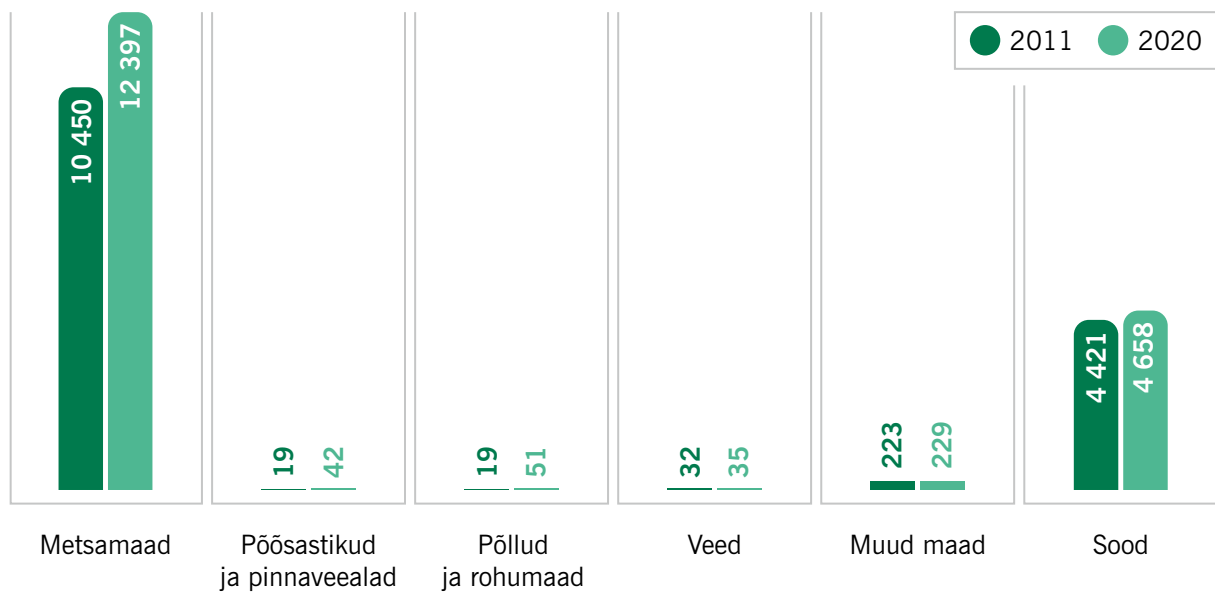 2011 2020
10 450
12 397
19
42
19
51
32
35
223
229
4 421
4 658
Metsamaad
Põõsastikud
ja pinnaveealad
Põllud
ja rohumaad
Veed
Muud maad
Sood